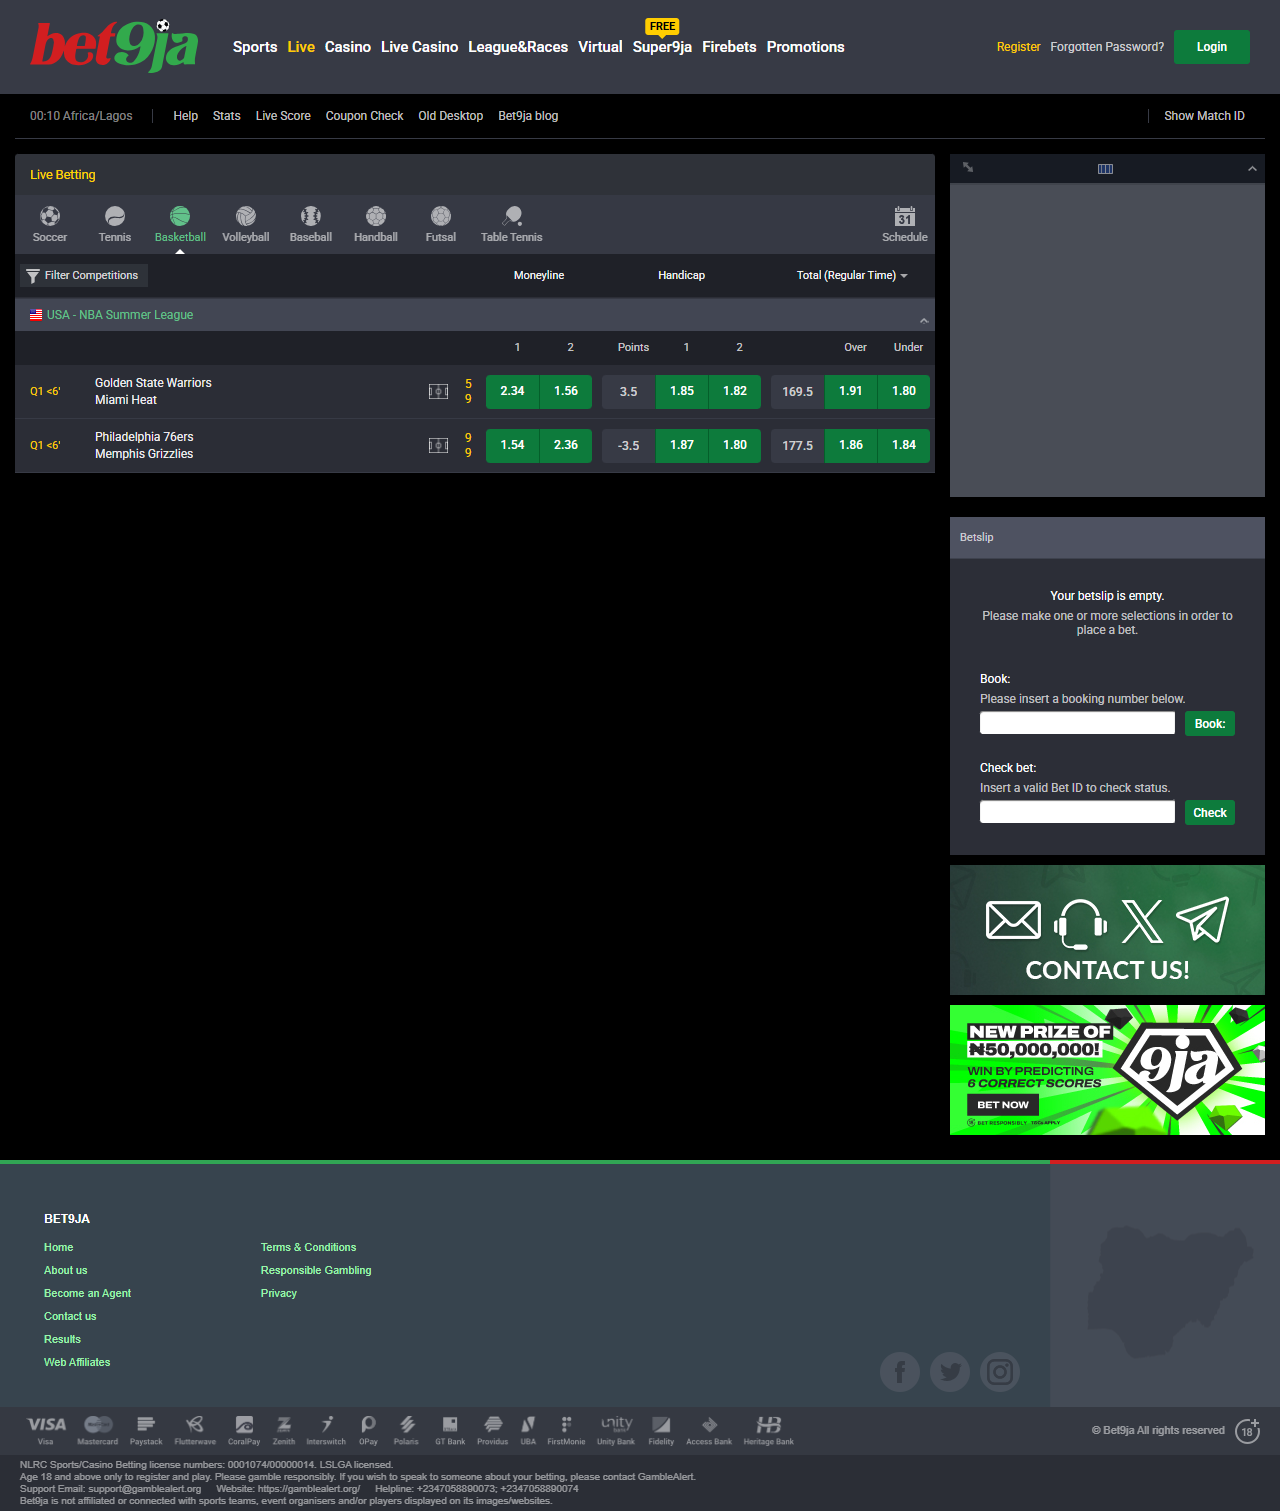 bet9ja
FREE
Sports Live Casino Live Casino League&Races Virtual Super9ja Firebets Promotions
Register Forgotten Password? Login
00:10 Africa/Lagos Help Stats Live Score Coupon Check Old Desktop Bet9ja blog Show Match ID
Live Betting
Soccer Tennis Basketball Volleyball Baseball Handball Futsal Table Tennis 31 Schedule
Filter Competitions Moneyline Handicap Total (Regular Time)
USA - NBA Summer League
1 2 Points 1 2 Over Under
Q1 <6' Golden State Warriors 5 2.34 1.56 3.5 1.85 1.82 169.5 1.91 1.80
Miami Heat 9
Q1 <6' Philadelphia 76ers 9 1.54 2.36 -3.5 1.87 1.80 177.5 1.86 1.84
Memphis Grizzlies 9
Betslip
Your betslip is empty.
Please make one or more selections in order to
place a bet.
Book:
Please insert a booking number below.
Book:
Check bet:
Insert a valid Bet ID to check status.
Check
CONTACT US!
NEW PRIZE OF
₦50,000,000!
WIN BY PREDICTING
6 CORRECT SCORES
BET NOW
BET RESPONSIBLY. T&Cs APPLY
9ja
BET9JA
Home Terms & Conditions
About us Responsible Gambling
Become an Agent Privacy
Contact us
Results
Web Affiliates
VISA unity HB
Visa Mastercard Paystack Flutterwave CoralPay Zenith Interswitch OPay Polaris GT Bank Providus UBA FirstMonie Unity Bank Fidelity Access Bank Heritage Bank
© Bet9ja All rights reserved 18+
NLRC Sports/Casino Betting license numbers: 0001074/00000014. LSLGA licensed.
Age 18 and above only to register and play. Please gamble responsibly. If you wish to speak to someone about your betting, please contact GambleAlert.
Support Email: support@gamblealert.org Website: https://gamblealert.org/ Helpline: +2347058890073; +2347058890074
Bet9ja is not affiliated or connected with sports teams, event organisers and/or players displayed on its images/websites.